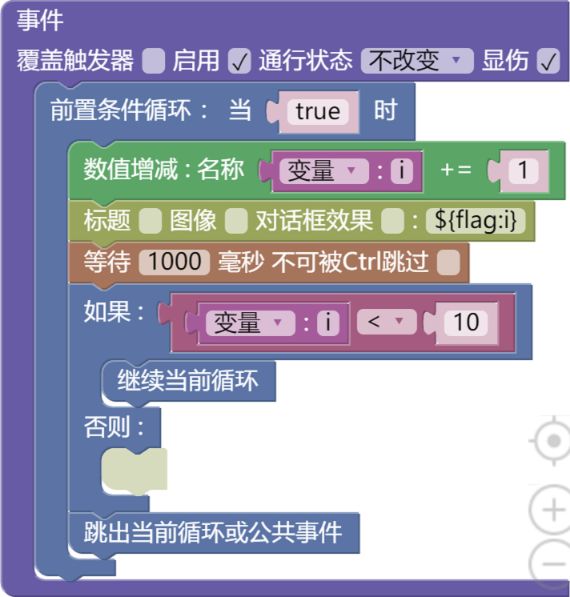 事件
覆盖触发器 启用 ✓ 通行状态 不改变 ▾ 显伤 ✓
前置条件循环： 当 true 时
数值增减 : 名称 变量 ▾ : i += 1
标题 图像 对话框效果 : ${flag:i}
等待 1000 毫秒 不可被Ctrl跳过
如果 : 变量 ▾ : i < ▾ 10
继续当前循环
否则 :
跳出当前循环或公共事件